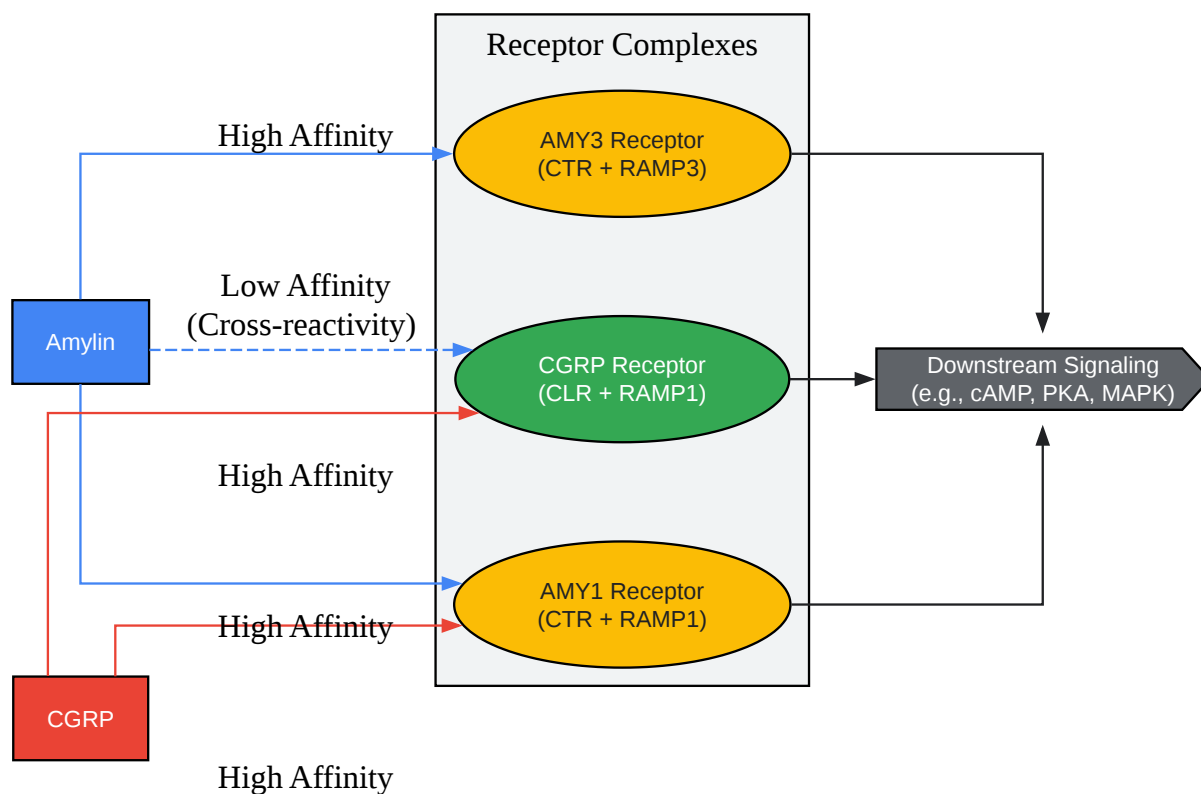 Receptor Complexes
High Affinity
AMY3 Receptor
(CTR + RAMP3)
Low Affinity
(Cross-reactivity)
Amylin
CGRP Receptor
(CLR + RAMP1)
Downstream Signaling
(e.g., cAMP, PKA, MAPK)
High Affinity
AMY1 Receptor
(CTR + RAMP1)
High Affinity
CGRP
High Affinity